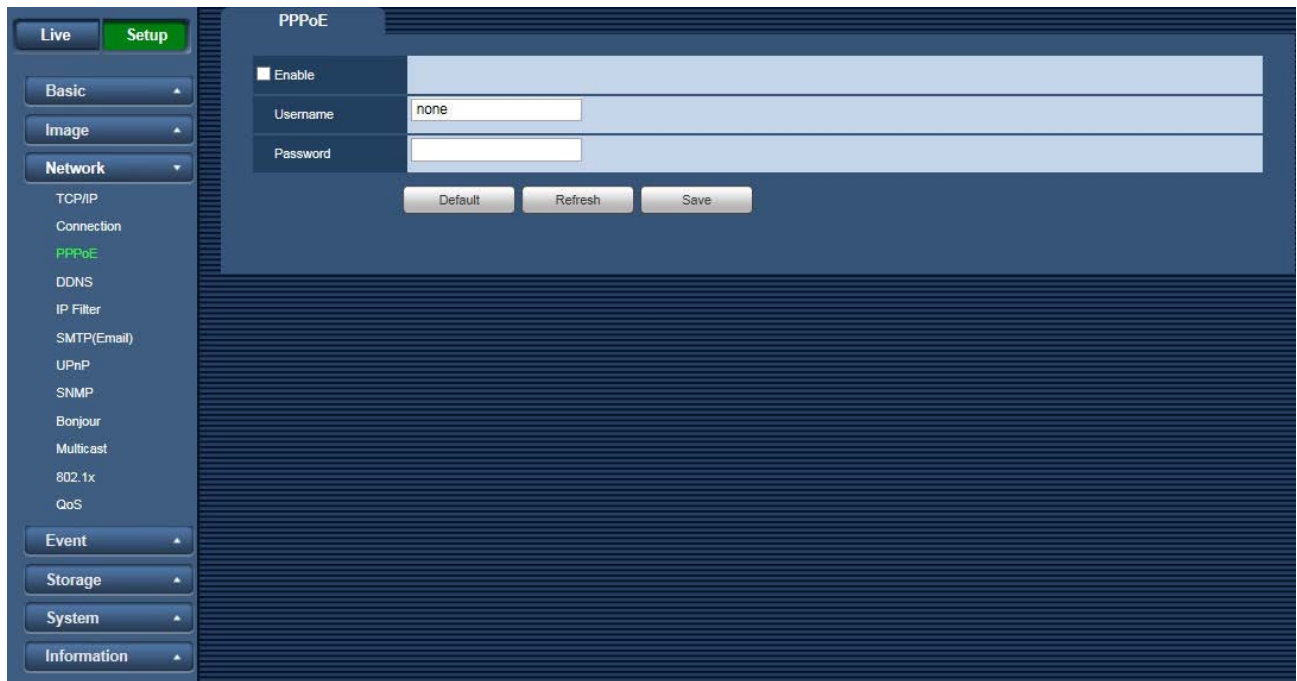 Live Setup
Basic
Image
Network
TCP/IP
Connection
PPPoE
DDNS
IP Filter
SMTP(Email)
UPnP
SNMP
Bonjour
Multicast
802.1x
QoS
Event
Storage
System
Information
PPPoE
Enable
Username none
Password
Default Refresh Save